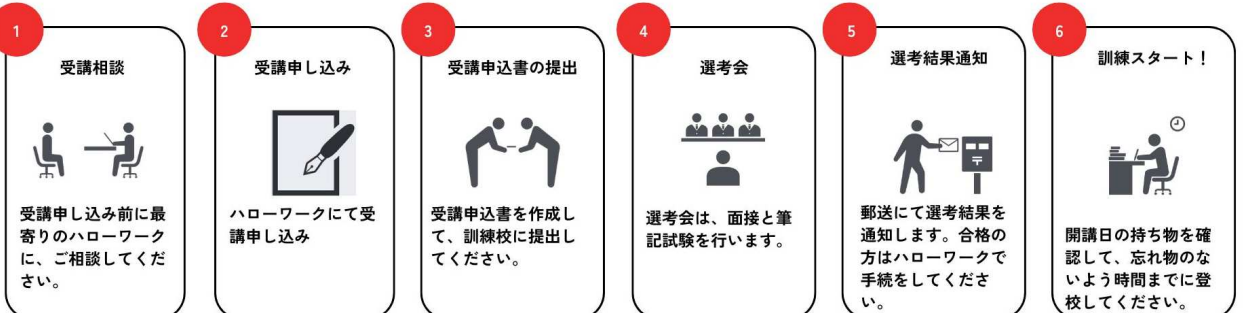 1
受講相談
受講申し込み前に最
寄りのハローワーク
に、ご相談してくだ
さい。
2
受講申し込み
ハローワークにて受
講申し込み
3
受講申込書の提出
受講申込書を作成し
て、訓練校に提出し
てください。
4
選考会
選考会は、面接と筆
記試験を行います。
5
選考結果通知
〒
郵送にて選考結果を
通知します。合格の
方はハローワークで
手続をしてくださ
い。
6
訓練スタート！
開講日の持ち物を確
認して、忘れ物のな
いよう時間までに登
校してください。